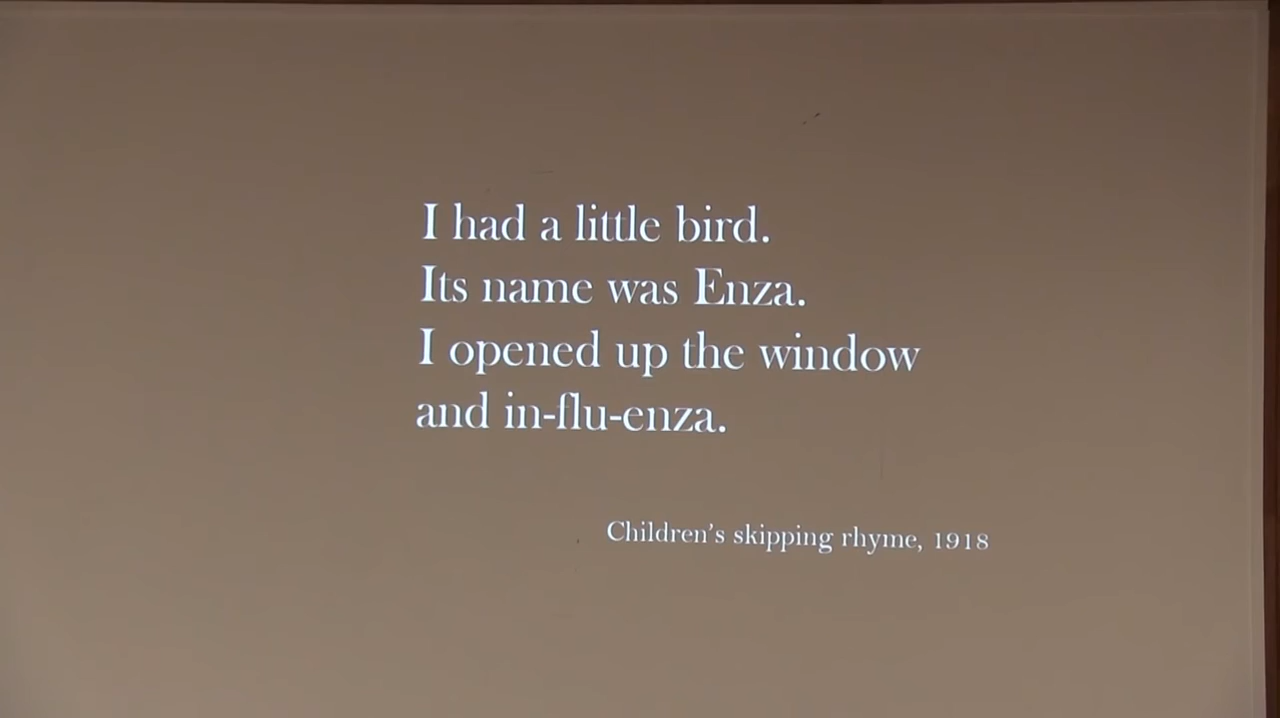 I had a little bird.
Its name was Enza.
I opened up the window
and in-flu-enza.
Children's skipping rhyme, 1918